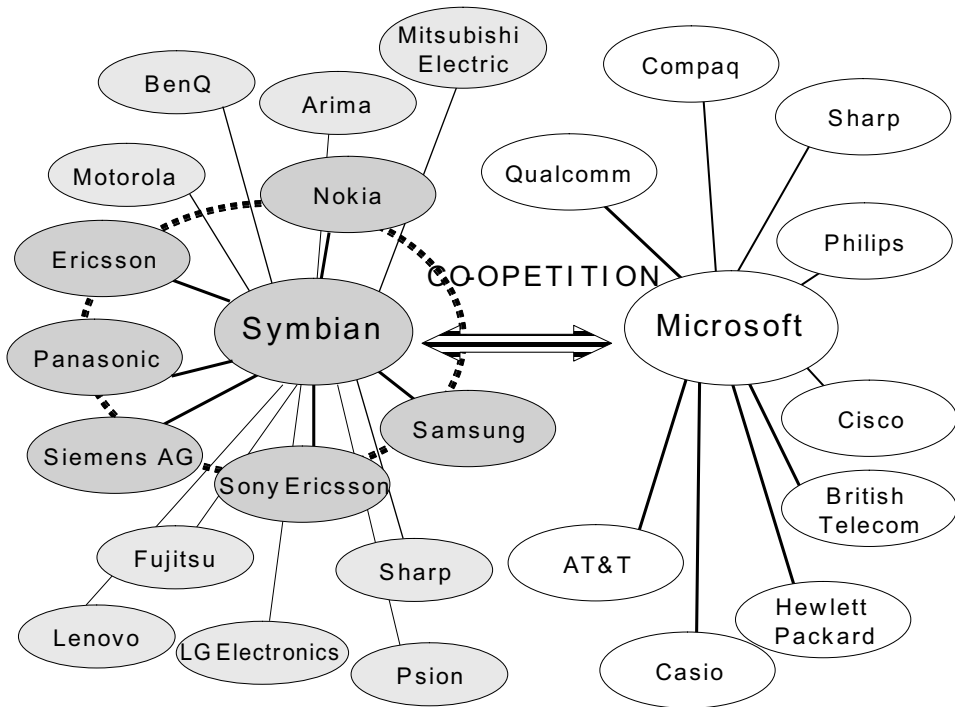 Mitsubishi
Electric
BenQ
Compaq
Arima
Sharp
Motorola
Qualcomm
Nokia
Ericsson
Philips
CO-OPETITION
Symbian
Microsoft
Panasonic
Cisco
Samsung
Siemens AG
Sony Ericsson
British
Telecom
Fujitsu
Sharp
AT&T
Hewlett
Packard
Lenovo
LG Electronics
Psion
Casio